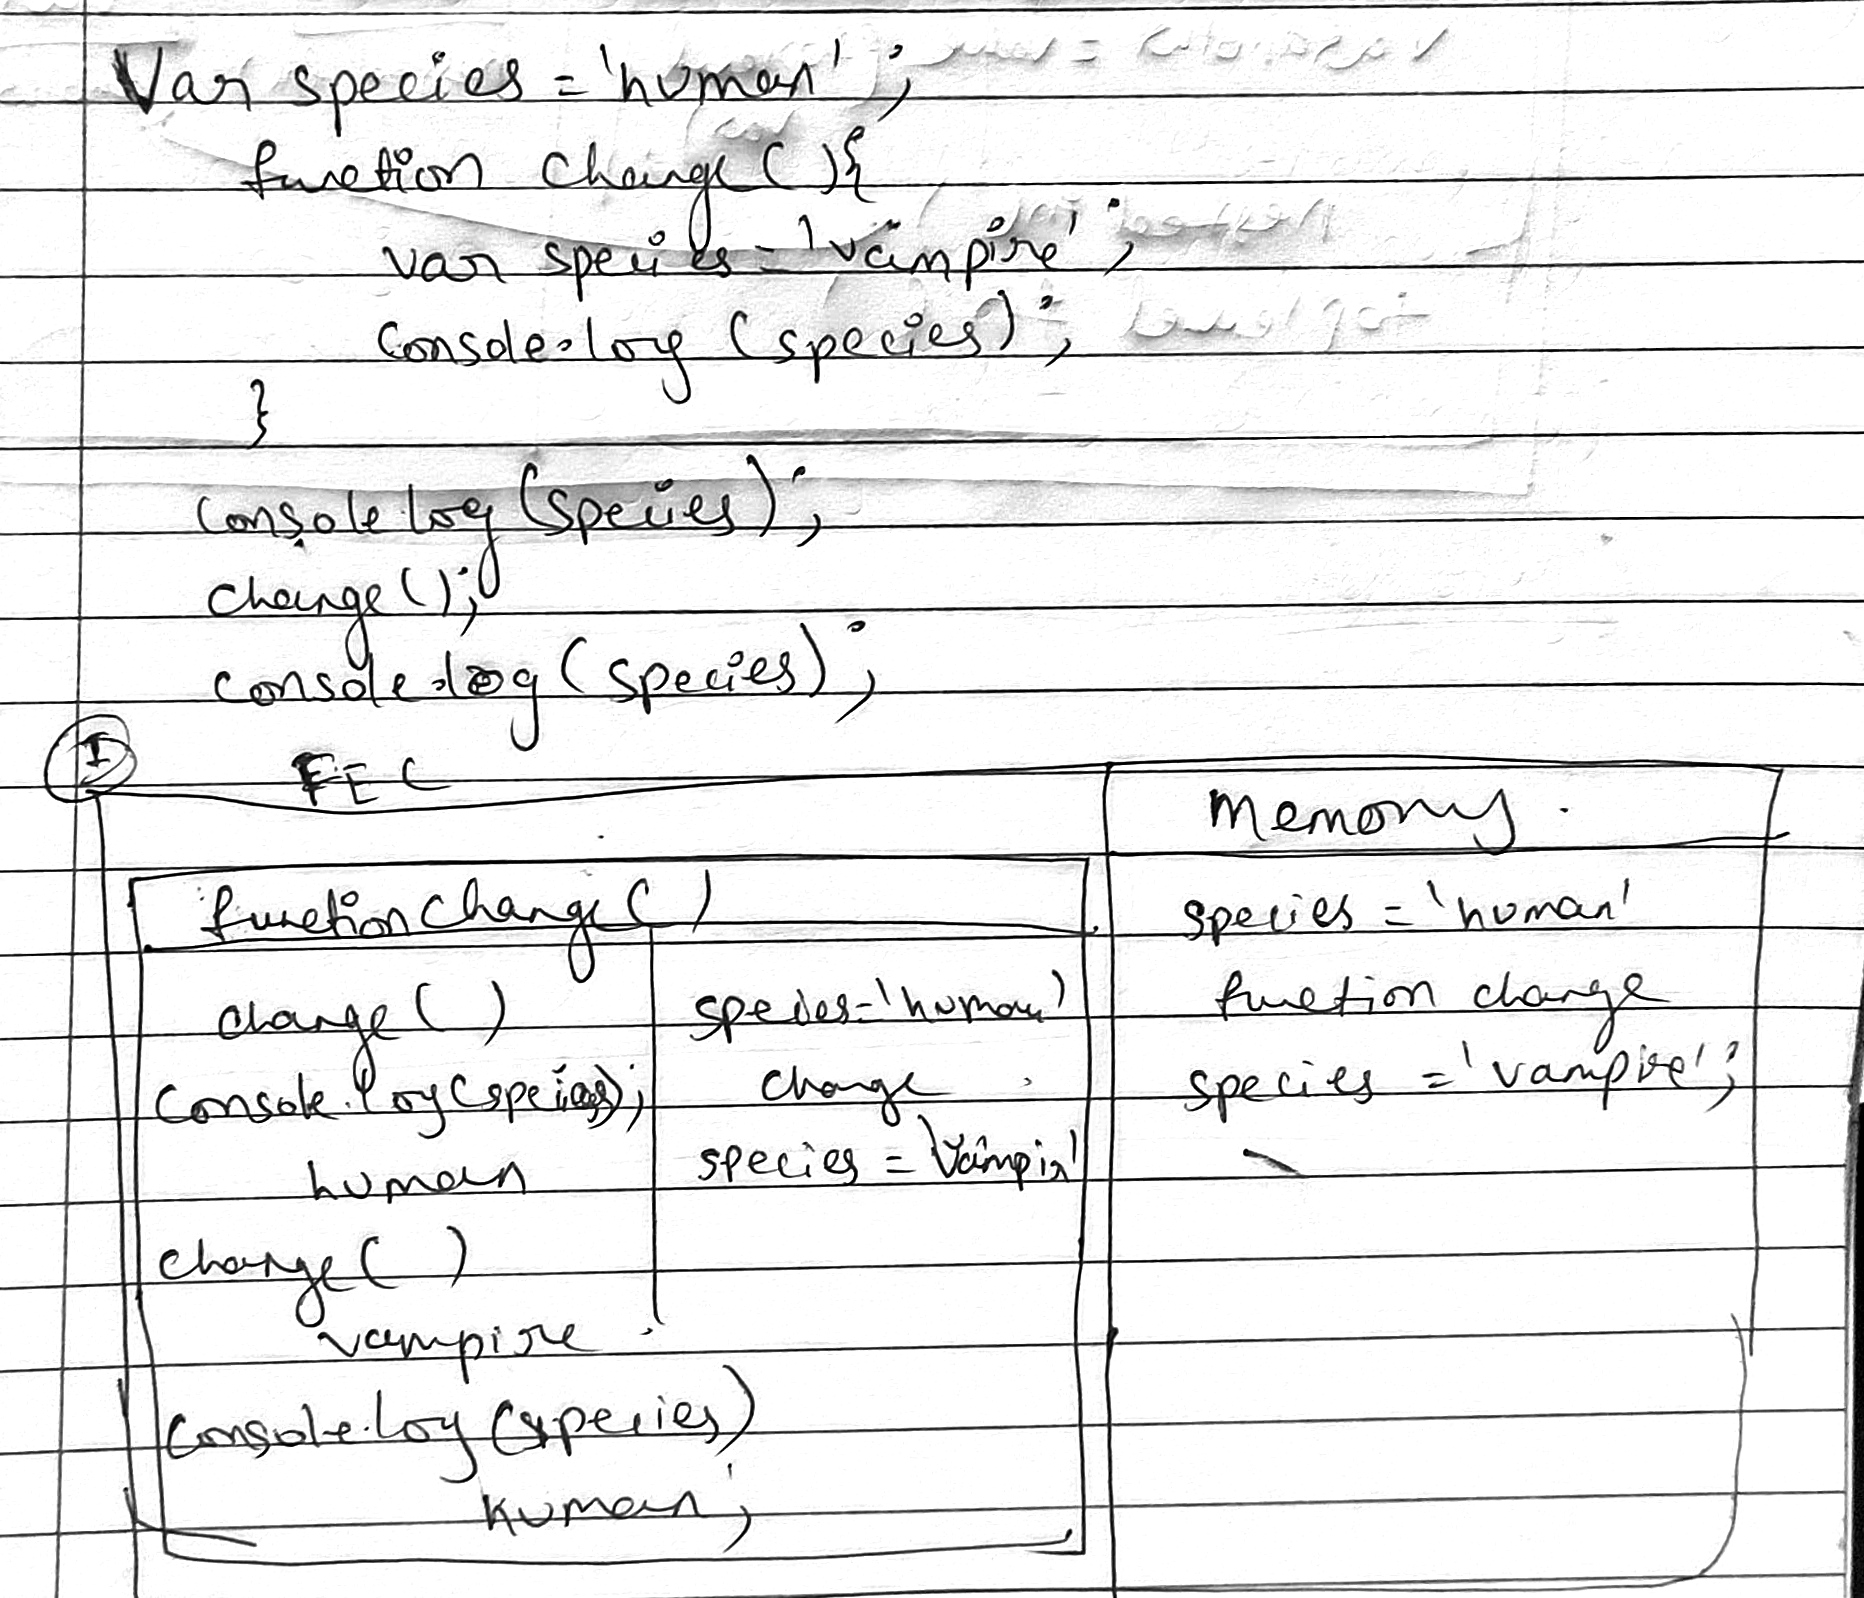 Var species = 'human';
function change(){
var species = 'vampire';
console.log (species);
}
console.log (species);
change();
console.log (species);
I FEC
Memory.
function change()
species = 'human'
change() species='human' function change
console.log(species); change species = 'vampire';
human species = 'vampir'
change()
vampire
console.log (species)
human;